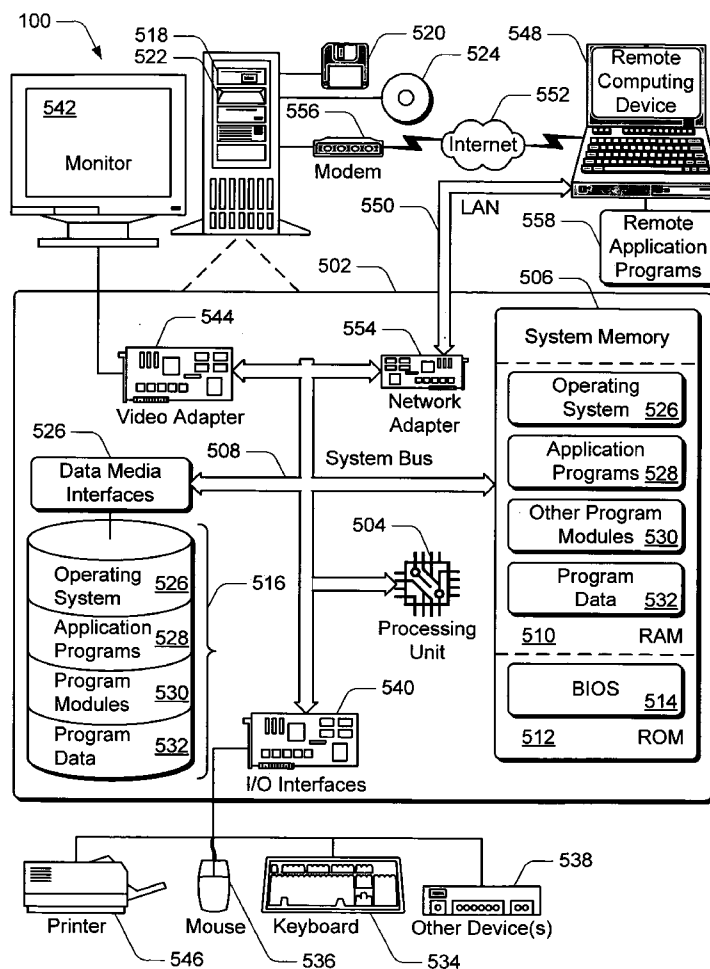 100
518
522
520
524
548
Remote
Computing
Device
542
Monitor
556
Modem
552
Internet
550
LAN
558
Remote
Application
Programs
502
506
544
Video Adapter
554
Network
Adapter
System Memory
Operating
System 526
Application
Programs 528
Other Program
Modules 530
Program
Data 532
510 RAM
BIOS 514
512 ROM
526
Data Media
Interfaces
508
System Bus
504
Processing
Unit
Operating
System 526
Application
Programs 528
Program
Modules 530
Program
Data 532
516
540
I/O Interfaces
Printer
546
Mouse
536
Keyboard
534
538
Other Device(s)